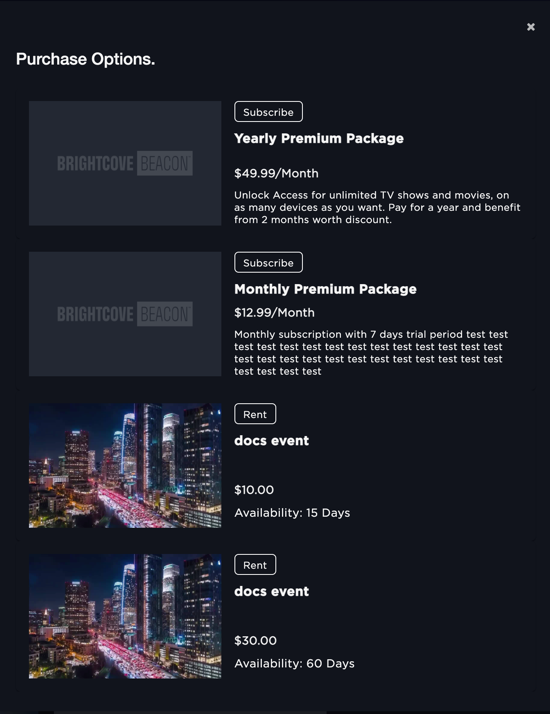 ×
Purchase Options.
BRIGHTCOVE BEACON
Subscribe
Yearly Premium Package
$49.99/Month
Unlock Access for unlimited TV shows and movies, on
as many devices as you want. Pay for a year and benefit
from 2 months worth discount.
BRIGHTCOVE BEACON
Subscribe
Monthly Premium Package
$12.99/Month
Monthly subscription with 7 days trial period test test
test test test test test test test test test test test test
test test test test test test test test test test test test
test test test test
Rent
docs event
$10.00
Availability: 15 Days
Rent
docs event
$30.00
Availability: 60 Days